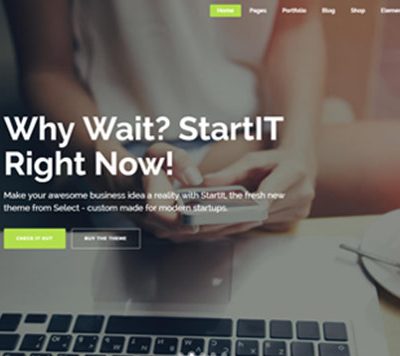 Home Pages Portfolio Blog Shop Elemen
Why Wait? StartIT
Right Now!
Make your awesome business idea a reality with StartIt, the fresh new
theme from Select - custom made for modern startups.
CHECK IT OUT BUY THE THEME